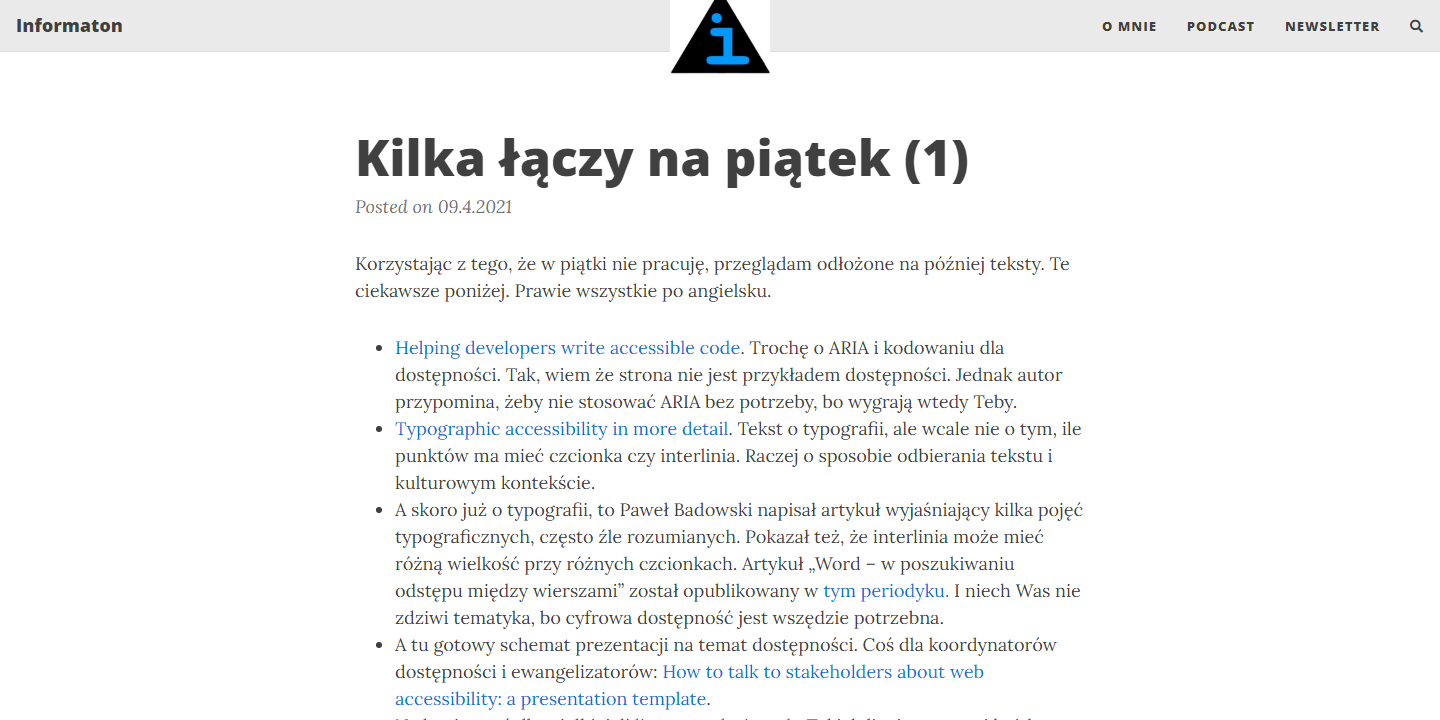 Informaton
i
O MNIE
PODCAST
NEWSLETTER
Kilka łączy na piątek (1)
Posted on 09.4.2021
Korzystając z tego, że w piątki nie pracuję, przeglądam odłożone na później teksty. Te
ciekawsze poniżej. Prawie wszystkie po angielsku.
Helping developers write accessible code. Trochę o ARIA i kodowaniu dla
dostępności. Tak, wiem że strona nie jest przykładem dostępności. Jednak autor
przypomina, żeby nie stosować ARIA bez potrzeby, bo wygrają wtedy Teby.
Typographic accessibility in more detail. Tekst o typografii, ale wcale nie o tym, ile
punktów ma mieć czcionka czy interlinia. Raczej o sposobie odbierania tekstu i
kulturowym kontekście.
A skoro już o typografii, to Paweł Badowski napisał artykuł wyjaśniający kilka pojęć
typograficznych, często źle rozumianych. Pokazał też, że interlinia może mieć
różną wielkość przy różnych czcionkach. Artykuł „Word – w poszukiwaniu
odstępu między wierszami” został opublikowany w tym periodyku. I niech Was nie
zdziwi tematyka, bo cyfrowa dostępność jest wszędzie potrzebna.
A tu gotowy schemat prezentacji na temat dostępności. Coś dla koordynatorów
dostępności i ewangelizatorów: How to talk to stakeholders about web
accessibility: a presentation template.